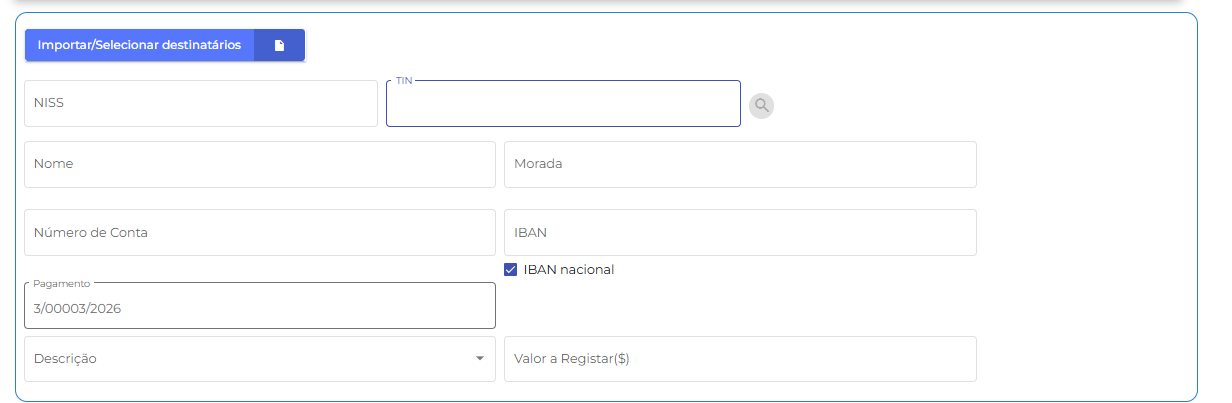 Importar/Selecionar destinatários
NISS
TIN
Nome
Morada
Número de Conta
IBAN
IBAN nacional
Pagamento
3/00003/2026
Descrição
Valor a Registar($)